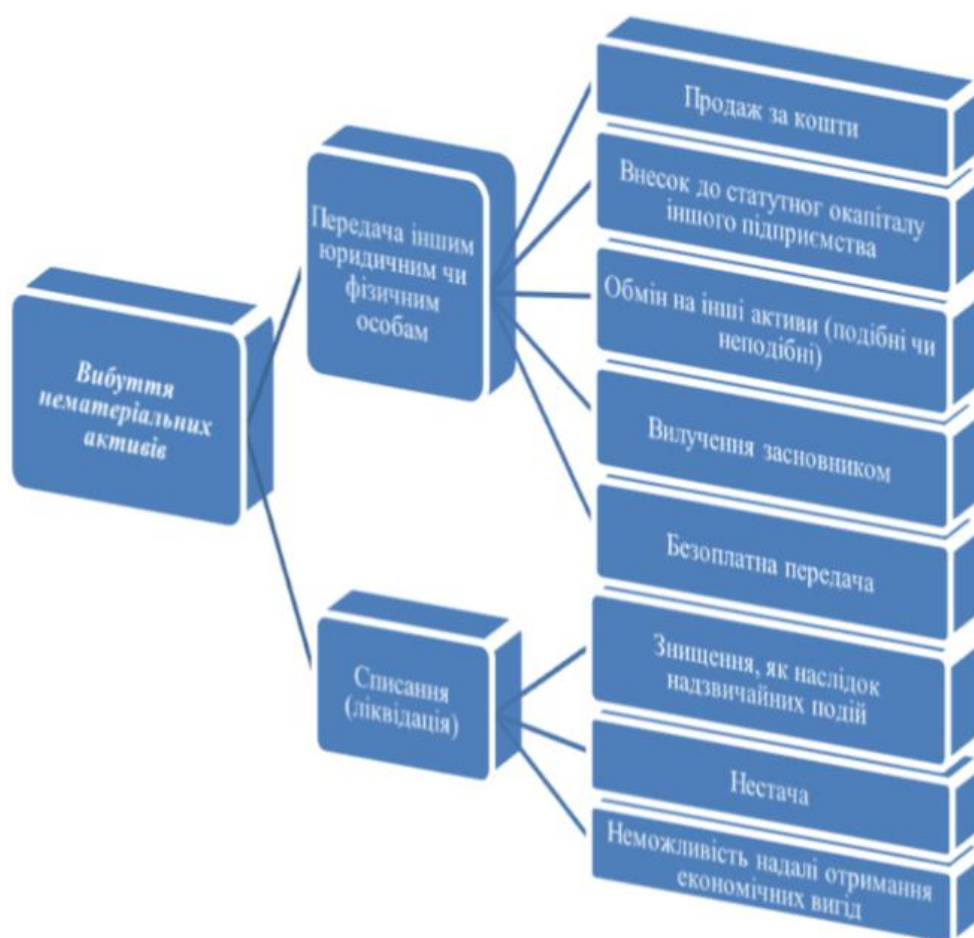 Вибуття
нематеріальних
активів
Передача іншим
юридичним чи
фізичним
особам
Списання
(ліквідація)
Продаж за кошти
Внесок до статутног окапіталу
іншого підприємства
Обмін на інші активи (подібні чи
неподібні)
Вилучення засновником
Безоплатна передача
Знищення, як наслідок
надзвичайних подій
Нестача
Неможливість надалі отримання
економічних вигід